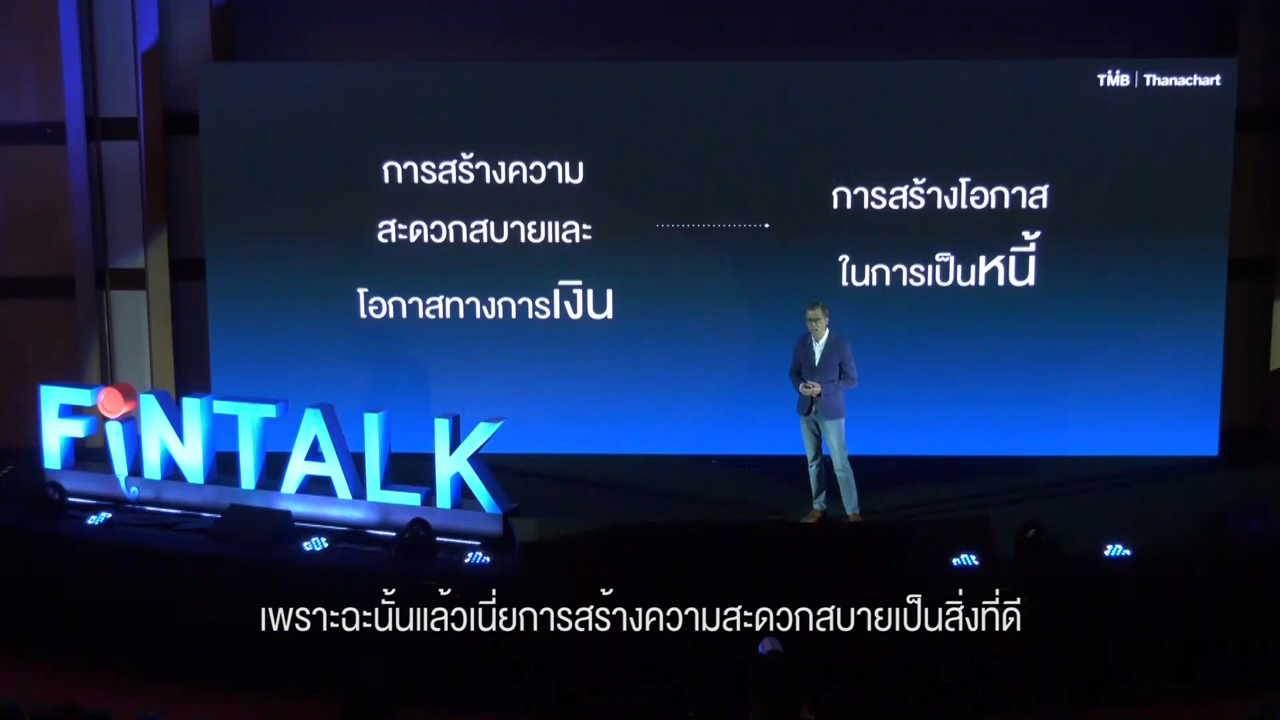 TMB | Thanachart
การสร้างความ
สะดวกสบายและ
โอกาสทางการเงิน
การสร้างโอกาส
ในการเป็นหนี้
FINTALK
เพราะฉะนั้นแล้วเนี่ยการสร้างความสะดวกสบายเป็นสิ่งที่ดี